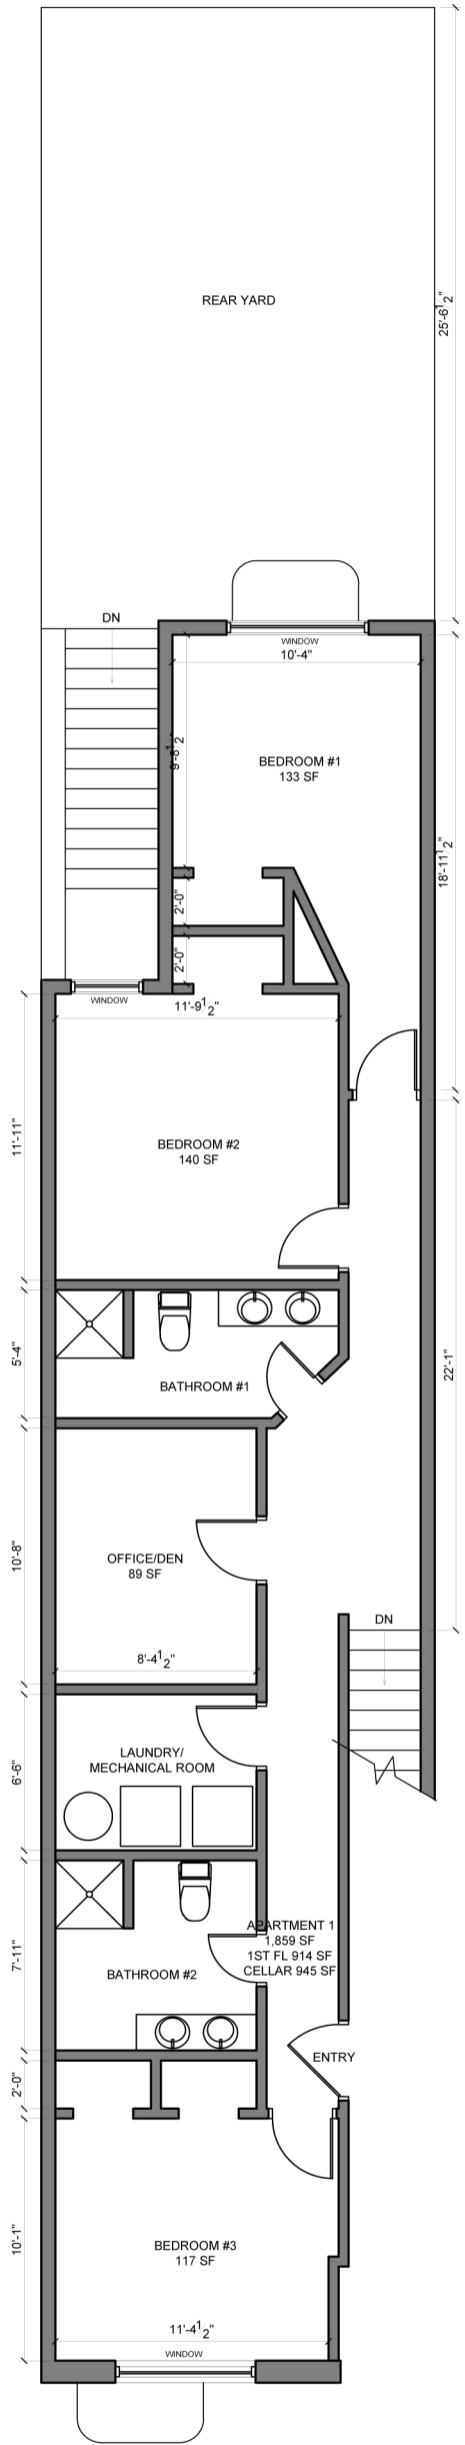 REAR YARD
25'-6 1/2"
DN
WINDOW
10'-4"
9'-8 1/2"
BEDROOM #1
133 SF
18'-11 1/2"
2'-0"
2'-0"
WINDOW
11'-9 1/2"
11'-11"
BEDROOM #2
140 SF
5'-4"
BATHROOM #1
22'-1"
10'-8"
OFFICE/DEN
89 SF
8'-4 1/2"
DN
6'-6"
LAUNDRY/
MECHANICAL ROOM
7'-11"
BATHROOM #2
APARTMENT 1
1,859 SF
1ST FL 914 SF
CELLAR 945 SF
ENTRY
2'-0"
10'-1"
BEDROOM #3
117 SF
11'-4 1/2"
WINDOW